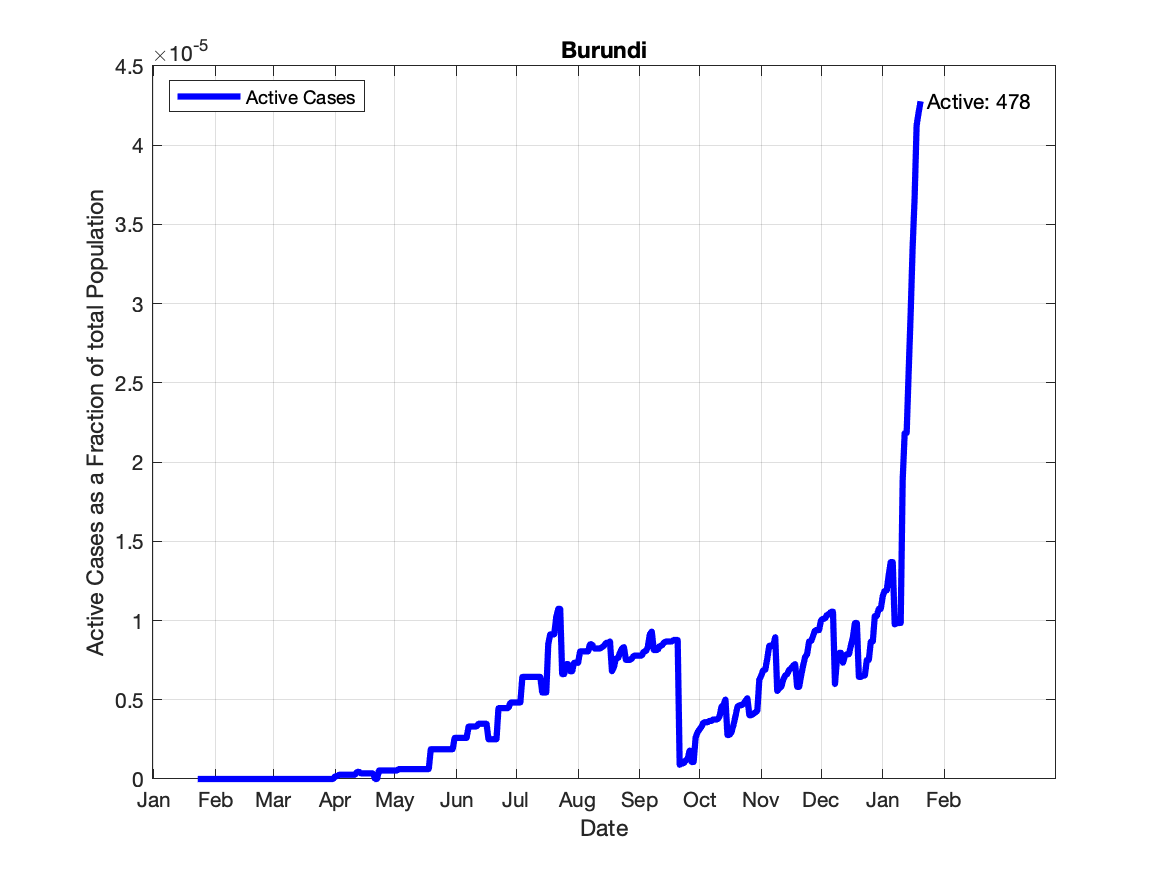 Burundi
×10-5
4.5
4
3.5
3
2.5
2
1.5
1
0.5
0
Active Cases as a Fraction of total Population
Active Cases
Active: 478
Jan Feb Mar Apr May Jun Jul Aug Sep Oct Nov Dec Jan Feb
Date